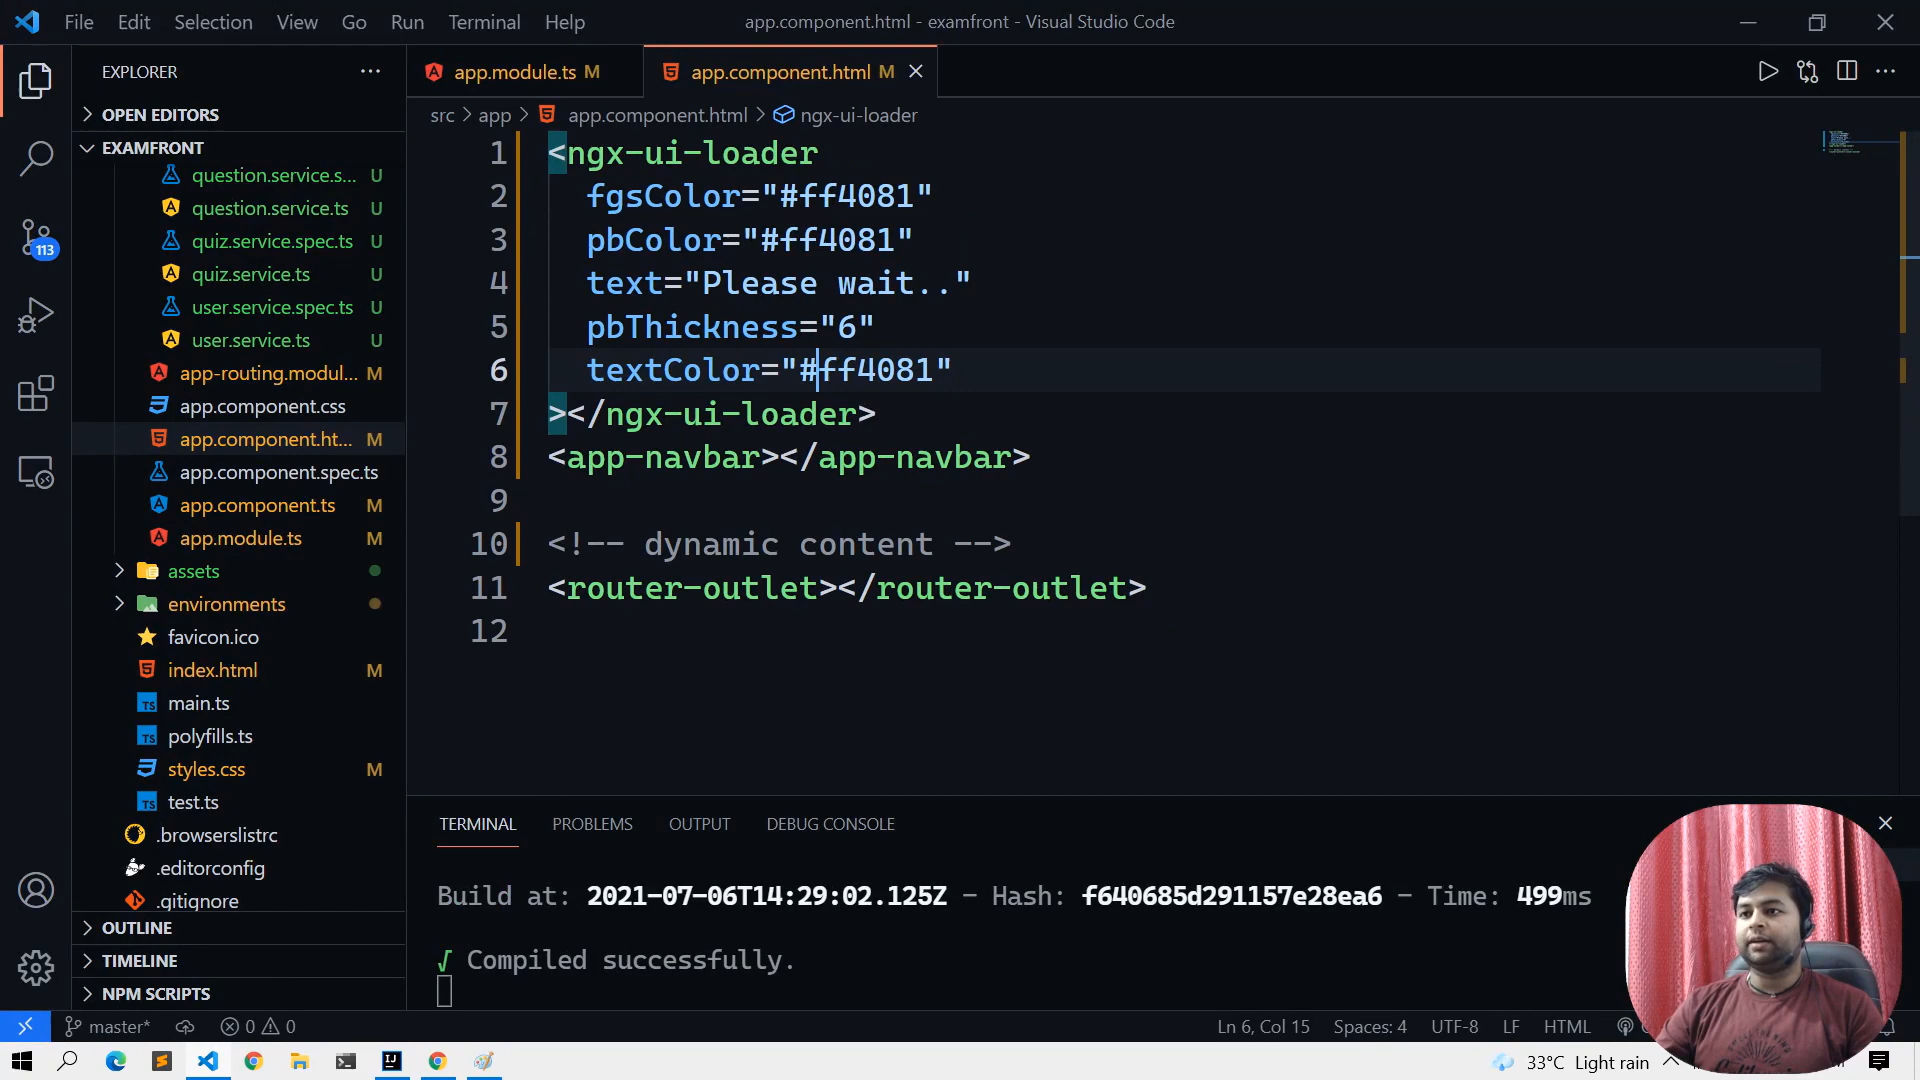 File Edit Selection View Go Run Terminal Help
app.component.html - examfront - Visual Studio Code
EXPLORER
OPEN EDITORS
EXAMFRONT
question.service.s... U
question.service.ts U
quiz.service.spec.ts U
quiz.service.ts U
user.service.spec.ts U
user.service.ts U
app-routing.modul... M
app.component.css
app.component.ht... M
app.component.spec.ts
app.component.ts M
app.module.ts M
assets
environments
favicon.ico
index.html M
main.ts
polyfills.ts
styles.css M
test.ts
.browserslistrc
.editorconfig
.gitignore
OUTLINE
TIMELINE
NPM SCRIPTS
113
app.module.ts M
app.component.html M
src > app > app.component.html > ngx-ui-loader
1 <ngx-ui-loader
2 fgsColor="#ff4081"
3 pbColor="#ff4081"
4 text="Please wait.."
5 pbThickness="6"
6 textColor="#ff4081"
7 ></ngx-ui-loader>
8 <app-navbar></app-navbar>
9
10 <!-- dynamic content -->
11 <router-outlet></router-outlet>
12
TERMINAL PROBLEMS OUTPUT DEBUG CONSOLE
Build at: 2021-07-06T14:29:02.125Z - Hash: f640685d291157e28ea6 - Time: 499ms
√ Compiled successfully.
master* 0 0
Ln 6, Col 15 Spaces: 4 UTF-8 LF HTML
33°C Light rain